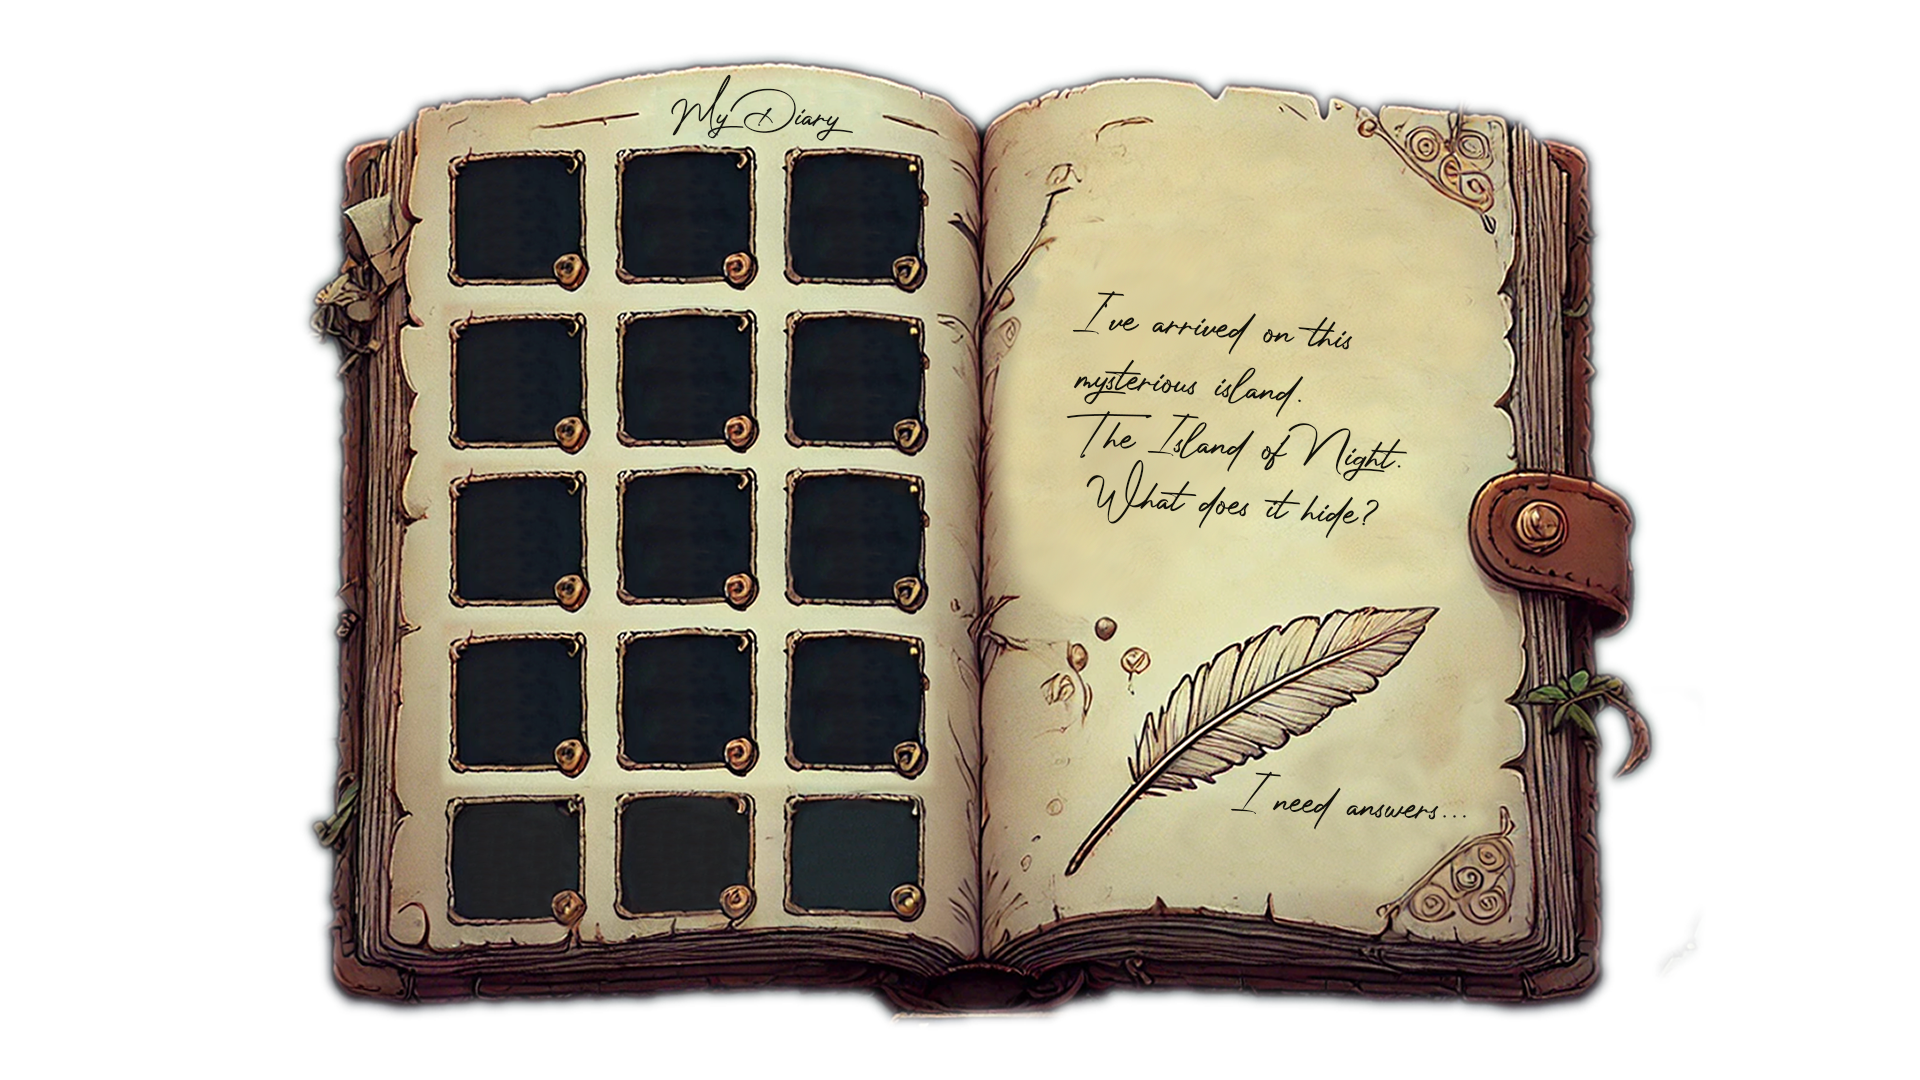 My Diary
I've arrived on this
mysterious island.
The Island of Night.
What does it hide?
I need answers...